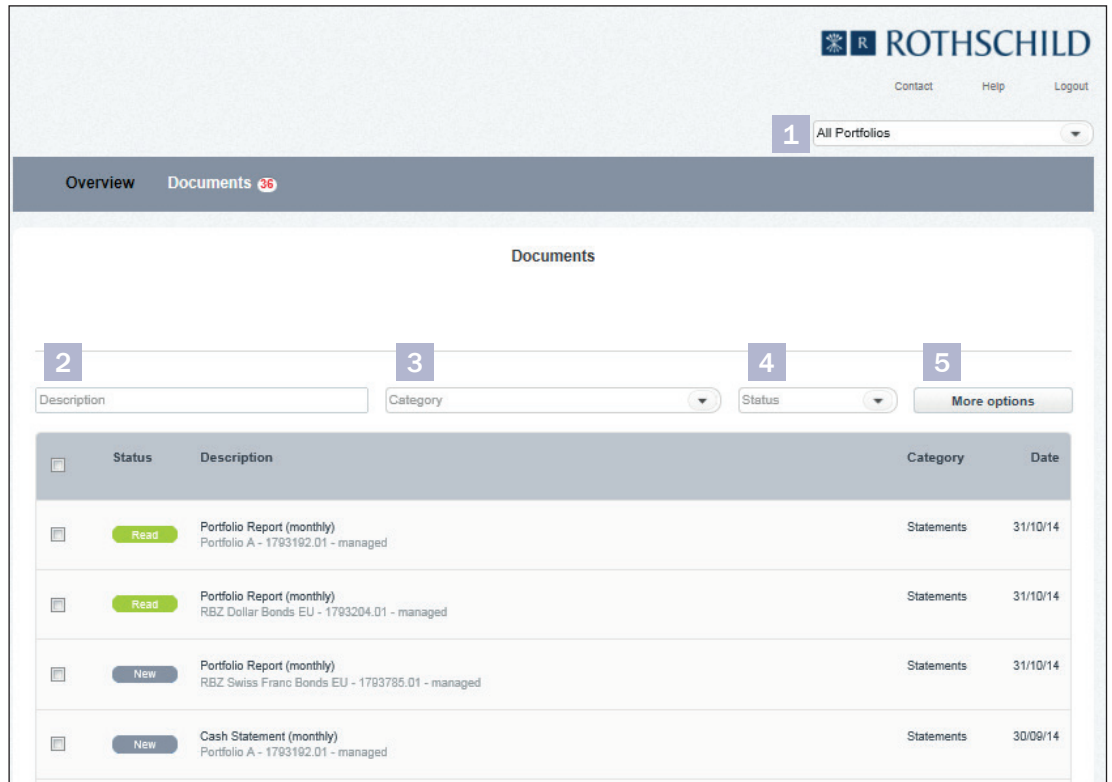 R ROTHSCHILD
Contact Help Logout
1 All Portfolios
Overview Documents 36
Documents
2 3 4 5
Description Category Status More options
Status Description Category Date
Read Portfolio Report (monthly) Statements 31/10/14
Portfolio A - 1793192.01 - managed
Read Portfolio Report (monthly) Statements 31/10/14
RBZ Dollar Bonds EU - 1793204.01 - managed
New Portfolio Report (monthly) Statements 31/10/14
RBZ Swiss Franc Bonds EU - 1793785.01 - managed
New Cash Statement (monthly) Statements 30/09/14
Portfolio A - 1793192.01 - managed